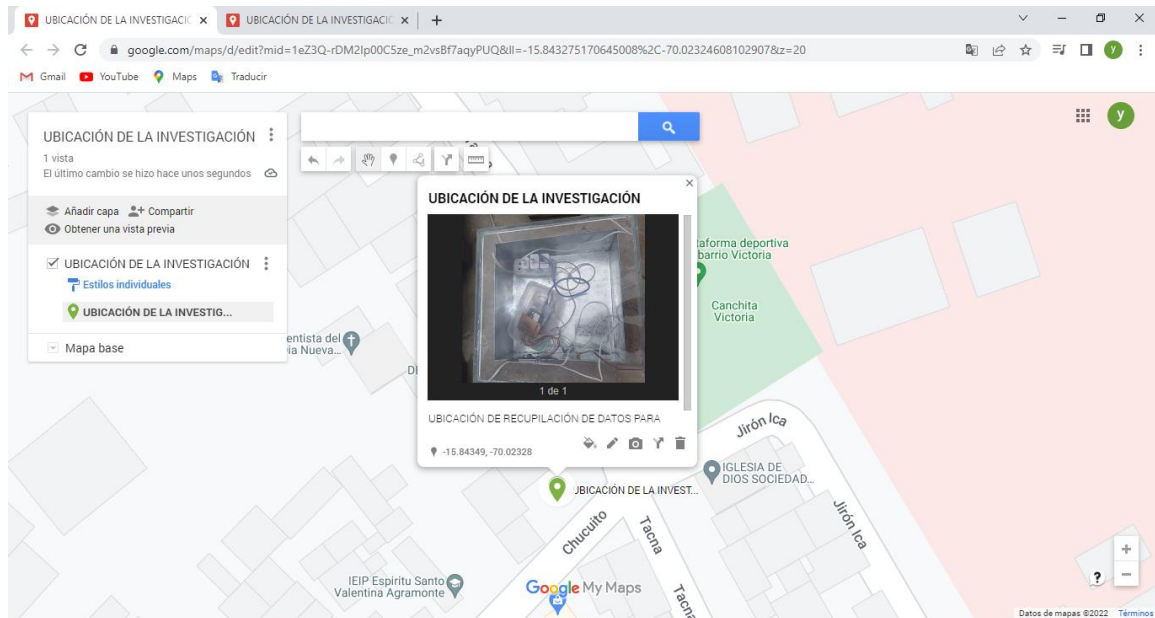 UBICACIÓN DE LA INVESTIGACIÓ
UBICACIÓN DE LA INVESTIGACIÓ
google.com/maps/d/edit?mid=1eZ3Q-rDM2Ip00C5ze_m2vsBf7aqyPUQ&ll=-15.843275170645008%2C-70.02324608102907&z=20
y
Gmail
YouTube
Maps
Traducir
UBICACIÓN DE LA INVESTIGACIÓN
1 vista
El último cambio se hizo hace unos segundos
Añadir capa
Compartir
Obtener una vista previa
UBICACIÓN DE LA INVESTIGACIÓN
Estilos individuales
UBICACIÓN DE LA INVESTIG...
Mapa base
y
UBICACIÓN DE LA INVESTIGACIÓN
1 de 1
UBICACIÓN DE RECUPILACIÓN DE DATOS PARA
-15.84349, -70.02328
taforma deportiva
barrio Victoria
Canchita
Victoria
entista del
ia Nueva...
DI
Jirón Ica
IGLESIA DE
DIOS SOCIEDAD...
Jirón Ica
JBICACIÓN DE LA INVEST...
Chucuito
Tacna
Tacna
IEIP Espíritu Santo
Valentina Agramonte
Google My Maps
+
?
−
Datos de mapas ©2022
Términos